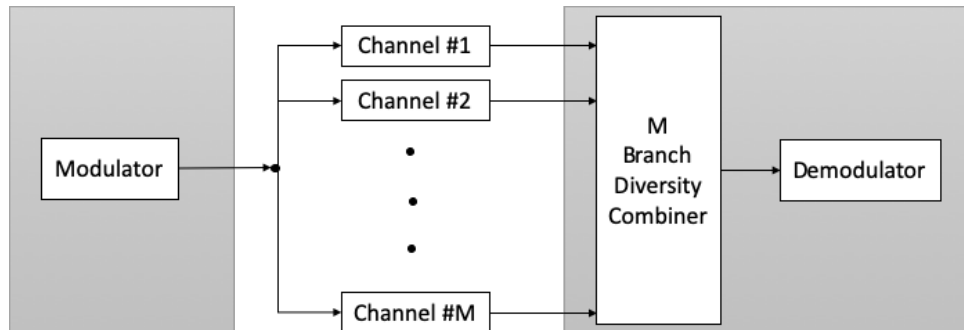 Channel #1
Channel #2
Modulator
M
Branch
Diversity
Combiner
Demodulator
Channel #M